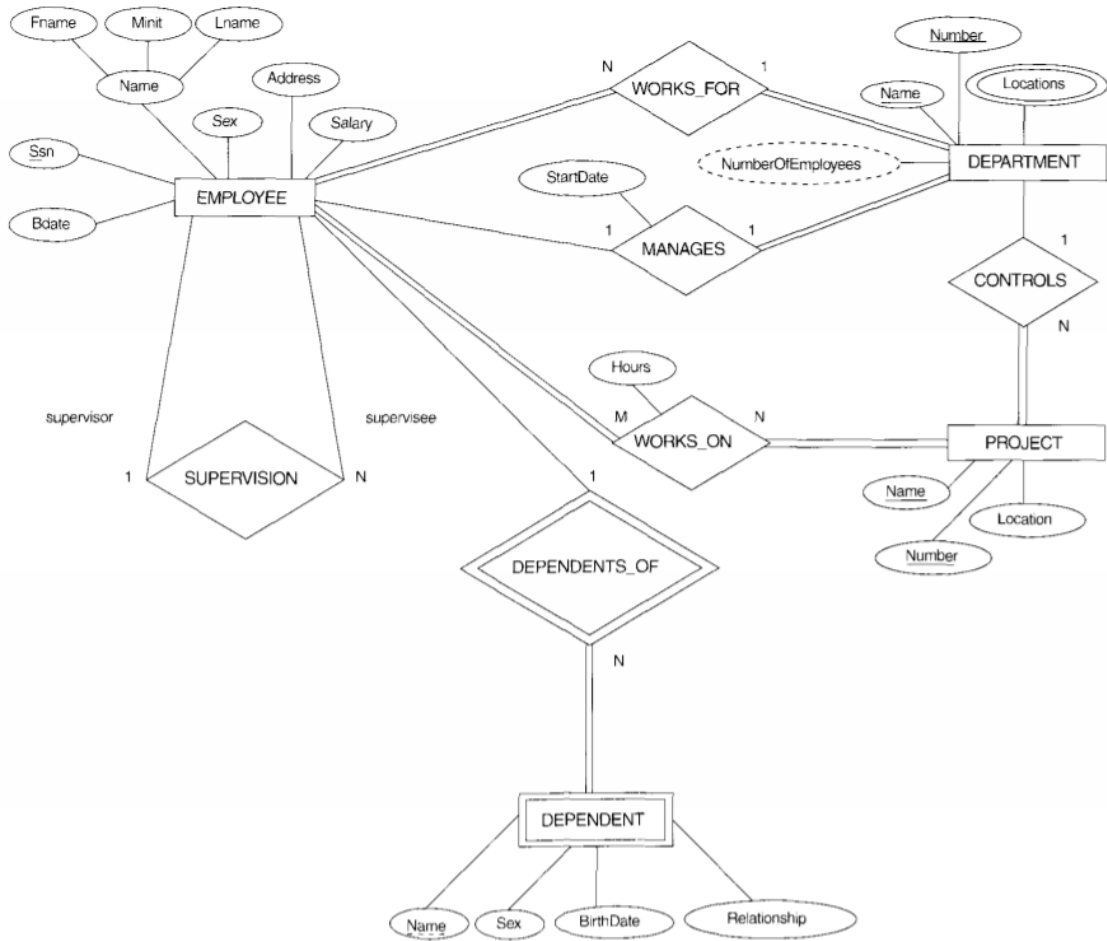 Fname
Minit
Lname
Name
Address
Sex
Salary
Ssn
Bdate
EMPLOYEE
N
WORKS_FOR
1
Number
Name
Locations
NumberOfEmployees
DEPARTMENT
StartDate
1
MANAGES
1
1
CONTROLS
N
Hours
M
WORKS_ON
N
PROJECT
Name
Number
Location
supervisor
supervisee
1
SUPERVISION
N
1
DEPENDENTS_OF
N
DEPENDENT
Name
Sex
BirthDate
Relationship